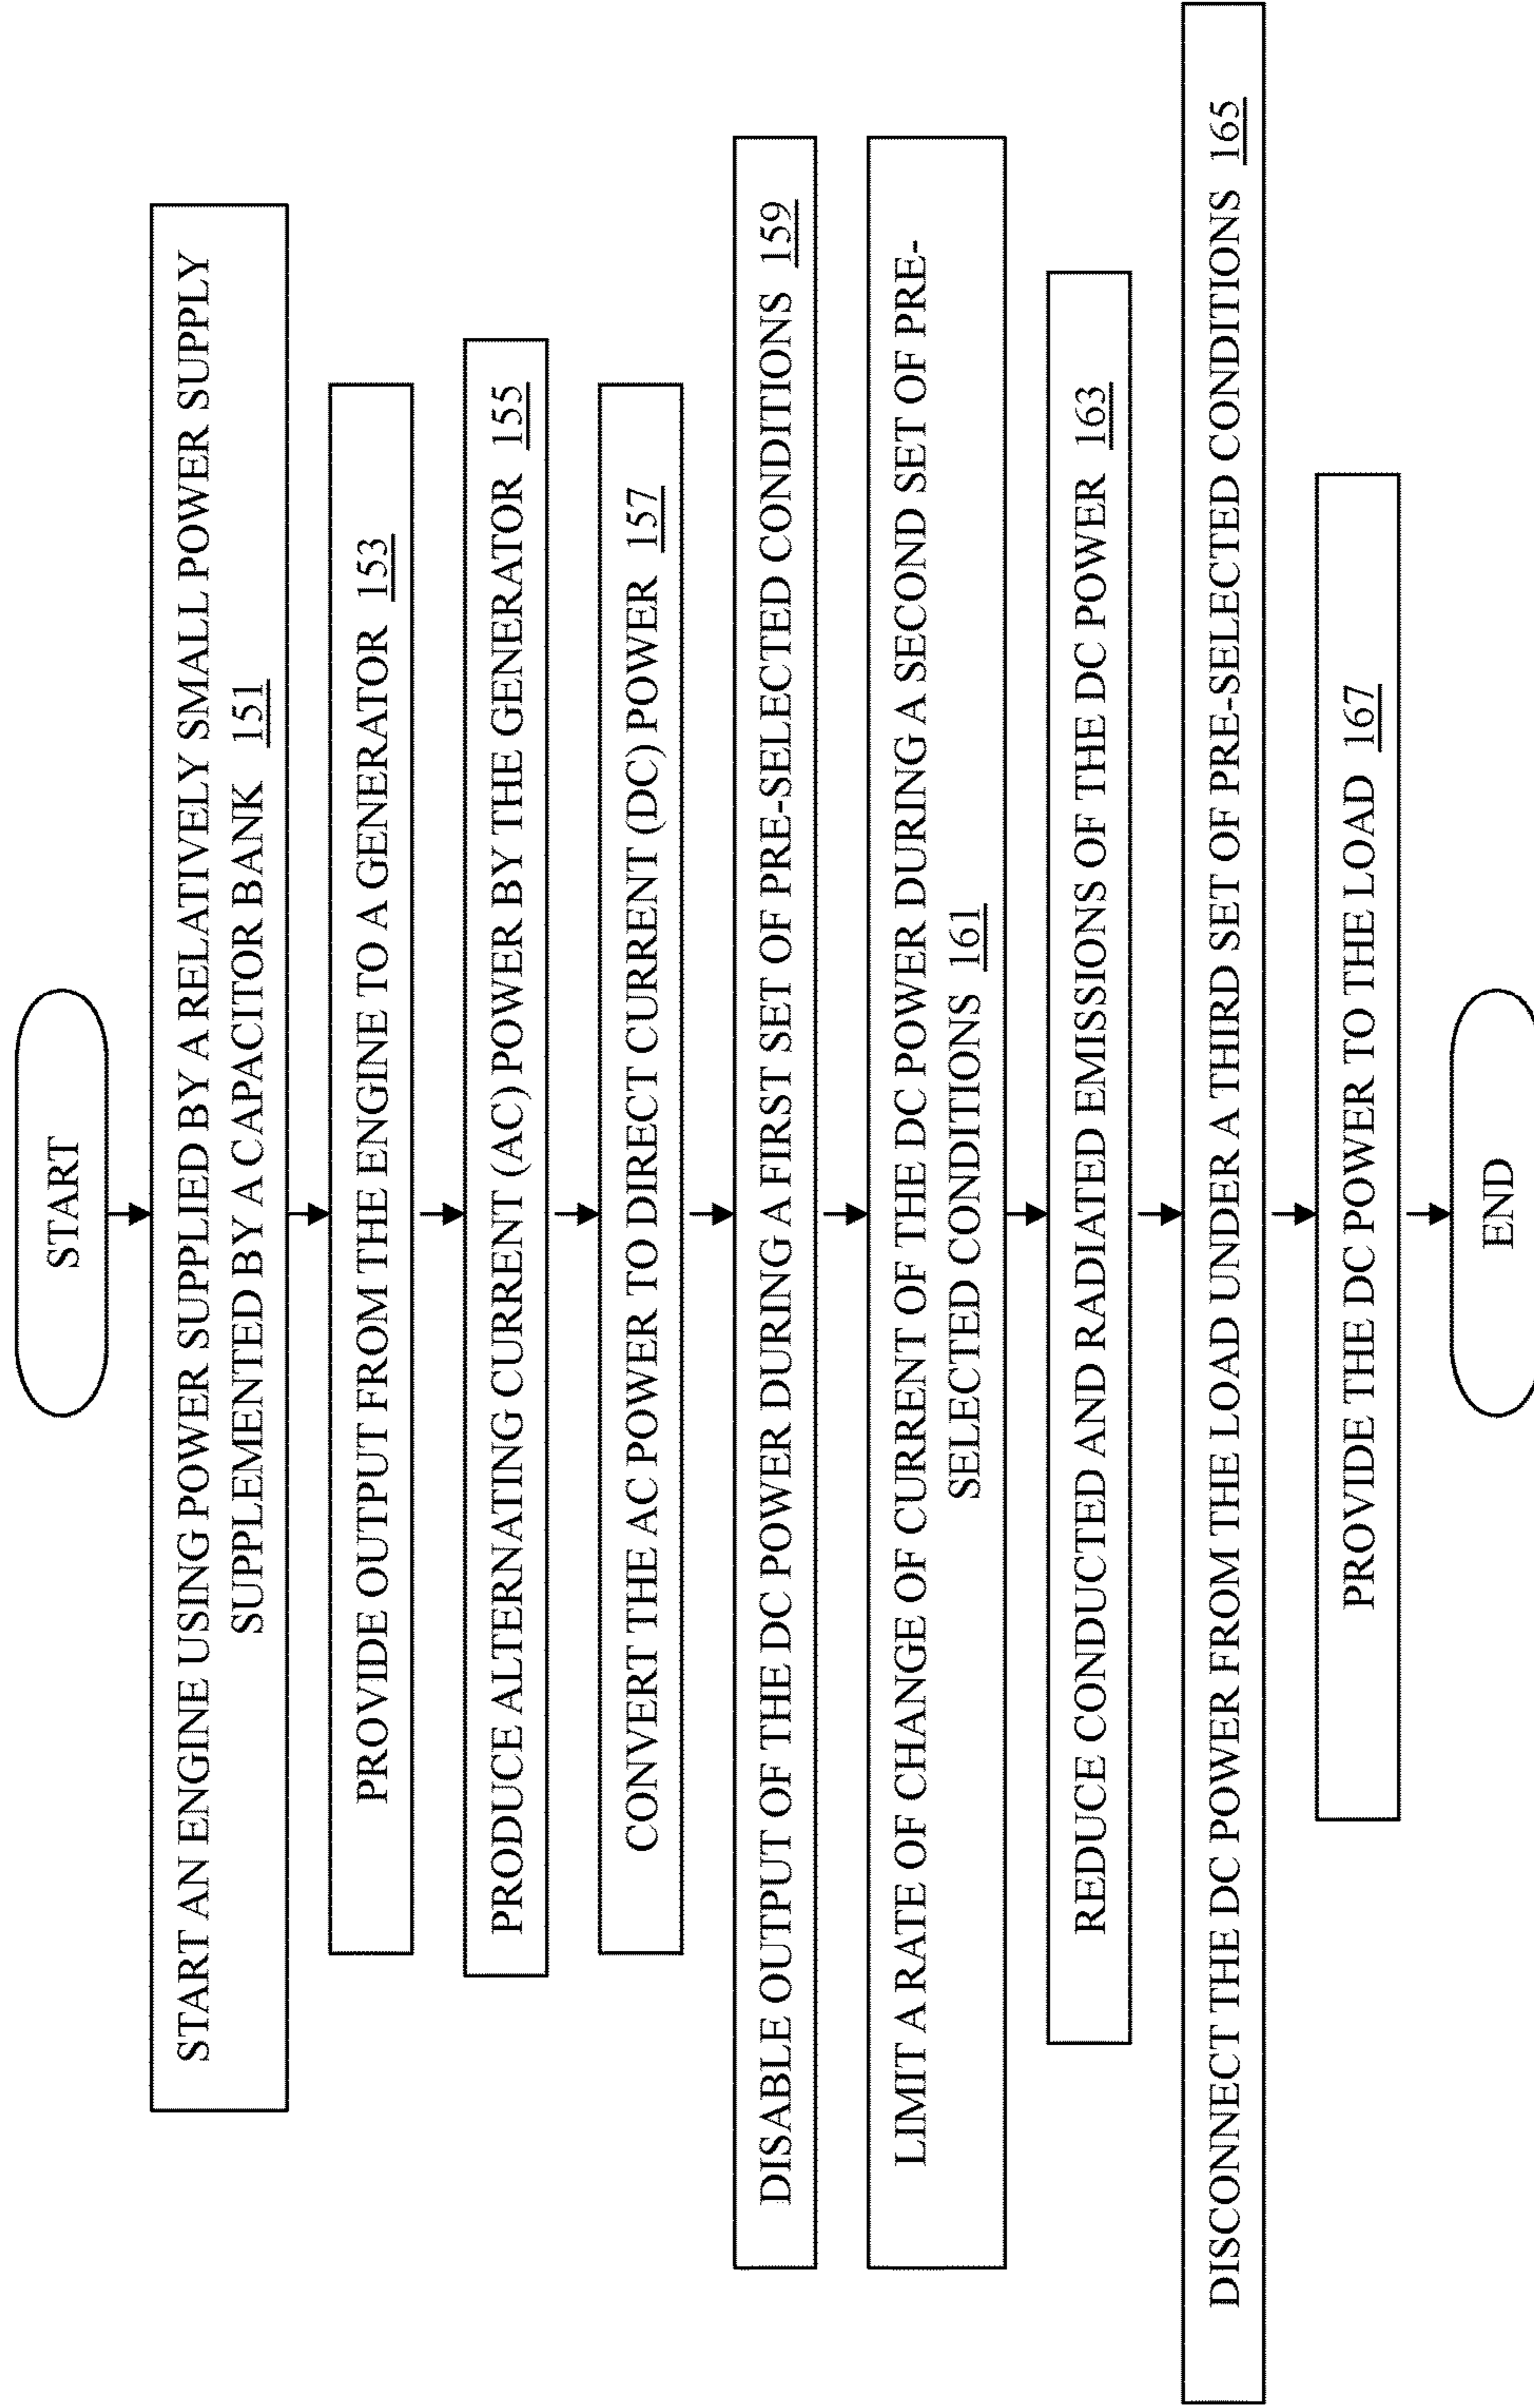 START
START AN ENGINE USING POWER SUPPLIED BY A RELATIVELY SMALL POWER SUPPLY
SUPPLEMENTED BY A CAPACITOR BANK 151
PROVIDE OUTPUT FROM THE ENGINE TO A GENERATOR 153
PRODUCE ALTERNATING CURRENT (AC) POWER BY THE GENERATOR 155
CONVERT THE AC POWER TO DIRECT CURRENT (DC) POWER 157
DISABLE OUTPUT OF THE DC POWER DURING A FIRST SET OF PRE-SELECTED CONDITIONS 159
LIMIT A RATE OF CHANGE OF CURRENT OF THE DC POWER DURING A SECOND SET OF PRE-
SELECTED CONDITIONS 161
REDUCE CONDUCTED AND RADIATED EMISSIONS OF THE DC POWER 163
DISCONNECT THE DC POWER FROM THE LOAD UNDER A THIRD SET OF PRE-SELECTED CONDITIONS 165
PROVIDE THE DC POWER TO THE LOAD 167
END